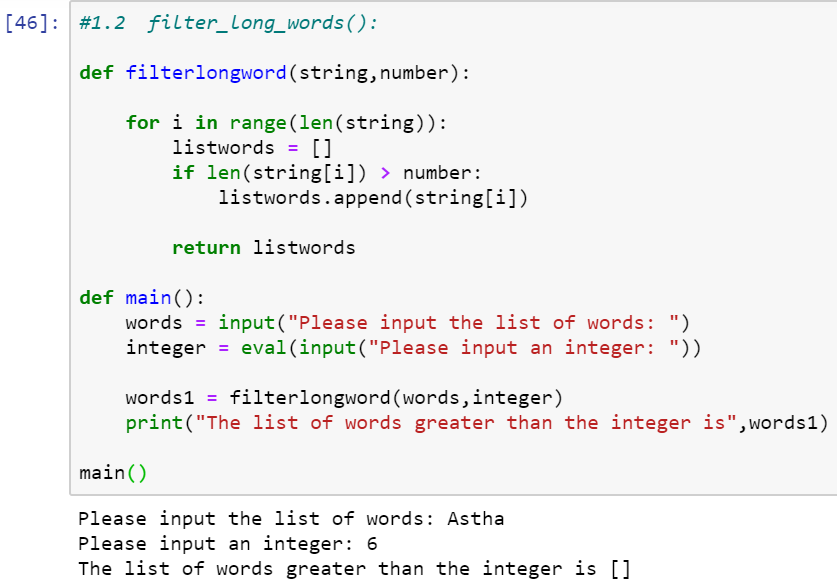 [46]: #1.2  filter_long_words():
def filterlongword(string,number):
    for i in range(len(string)):
        listwords = []
        if len(string[i]) > number:
            listwords.append(string[i])
        return listwords
def main():
    words = input("Please input the list of words: ")
    integer = eval(input("Please input an integer: "))
    words1 = filterlongword(words,integer)
    print("The list of words greater than the integer is",words1)
main()
Please input the list of words: Astha
Please input an integer: 6
The list of words greater than the integer is []